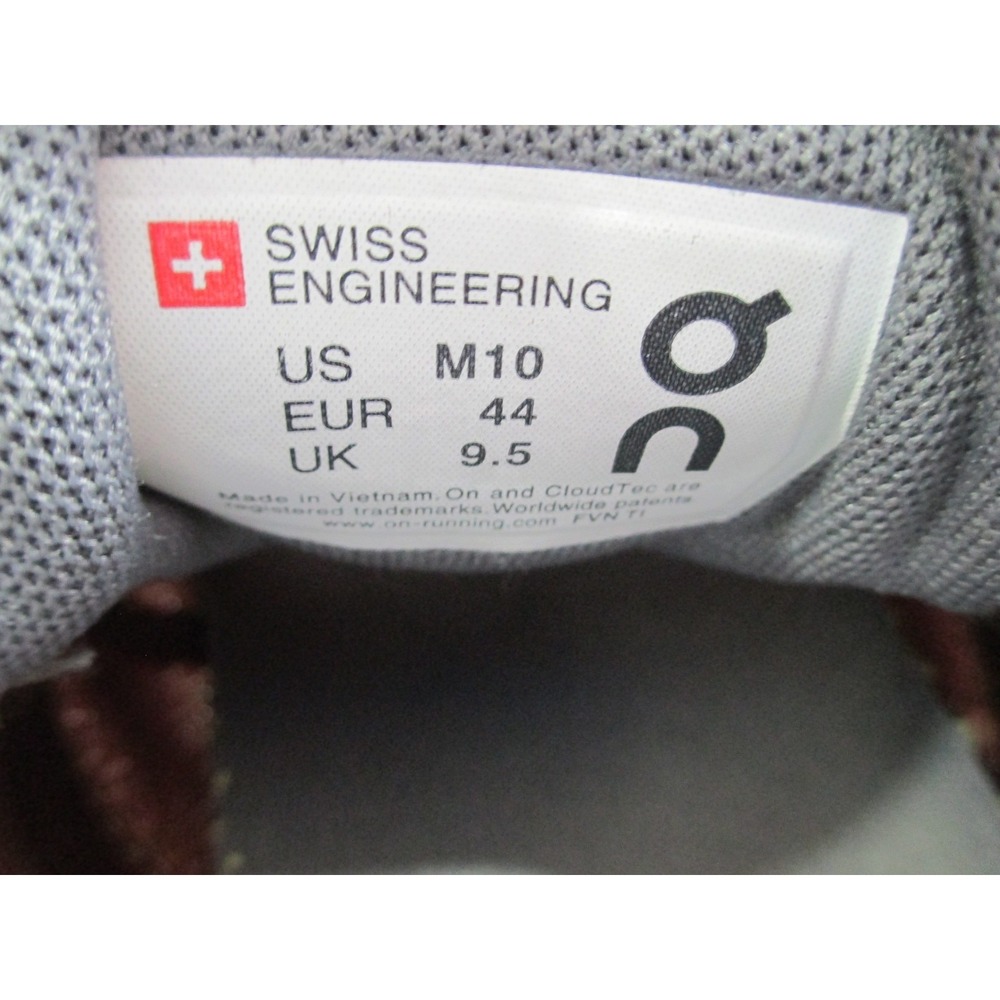 SWISS
ENGINEERING
US M10
EUR 44
UK 9.5
On
Made in Vietnam. On and CloudTec are
registered trademarks. Worldwide patents
www.on-running.com FVN TI